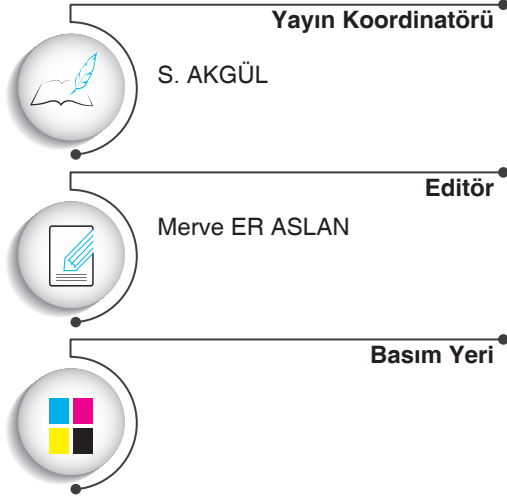 Yayın Koordinatörü
S. AKGÜL
Editör
Merve ER ASLAN
Basım Yeri